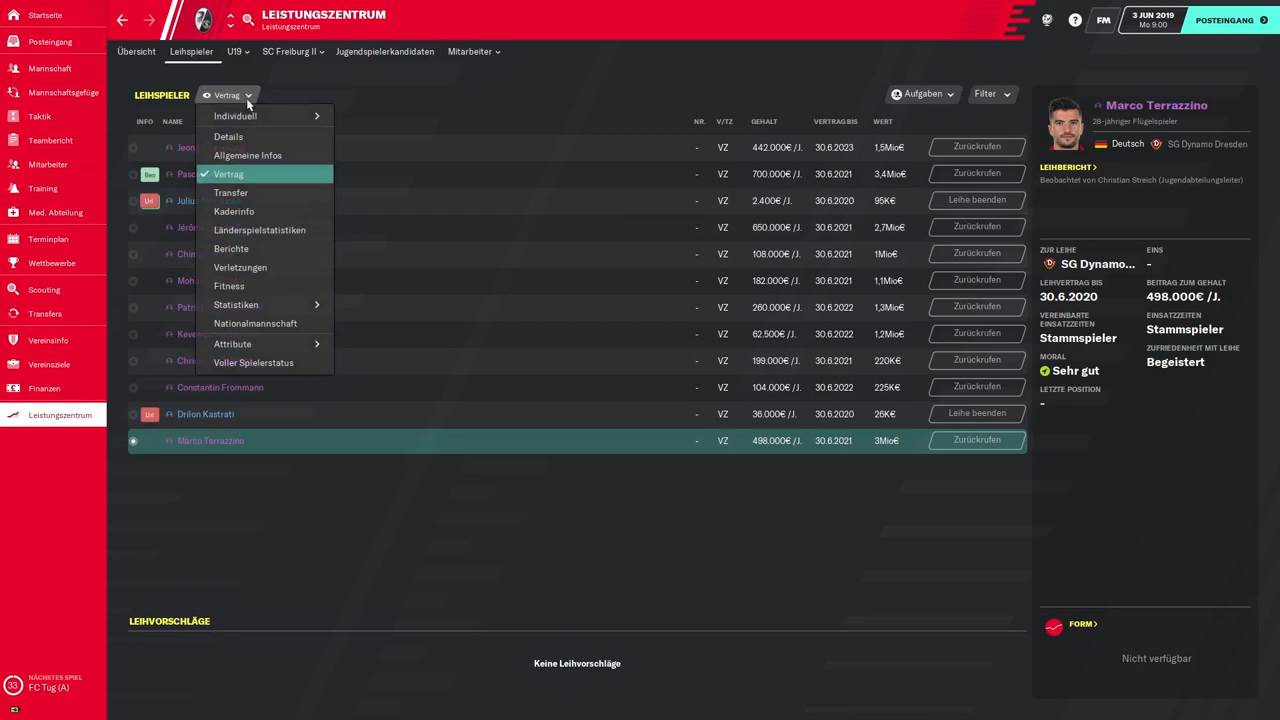 Startseite
Posteingang
Mannschaft
Mannschaftsgefüge
Taktik
Teambericht
Mitarbeiter
Training
Med. Abteilung
Terminplan
Wettbewerbe
Scouting
Transfers
Vereinsinfo
Vereinsziele
Finanzen
Leistungszentrum
33
NÄCHSTES SPIEL
FC Tug (A)
LEISTUNGSZENTRUM
Leistungszentrum
?
FM
3 JUN 2019
Mo 9:00
POSTEINGANG
Übersicht Leihspieler U19 SC Freiburg II Jugendspielerkandidaten Mitarbeiter
LEIHSPIELER Vertrag Aufgaben Filter
Individuell
Details
Allgemeine Infos
Vertrag
Transfer
Kaderinfo
Länderspielstatistiken
Berichte
Verletzungen
Fitness
Statistiken
Nationalmannschaft
Attribute
Voller Spielerstatus
INFO NAME NR. V/TZ GEHALT VERTRAG BIS WERT
- VZ 442.000€ /J. 30.6.2023 1,5Mio€ Zurückrufen
Beo - VZ 700.000€ /J. 30.6.2021 3,4Mio€ Zurückrufen
Url - VZ 2.400€ /J. 30.6.2020 95K€ Leihe beenden
- VZ 650.000€ /J. 30.6.2021 2,7Mio€ Zurückrufen
- VZ 108.000€ /J. 30.6.2021 1Mio€ Zurückrufen
- VZ 182.000€ /J. 30.6.2021 1,1Mio€ Zurückrufen
- VZ 260.000€ /J. 30.6.2022 1,3Mio€ Zurückrufen
- VZ 62.500€ /J. 30.6.2022 1,2Mio€ Zurückrufen
- VZ 199.000€ /J. 30.6.2021 220K€ Zurückrufen
Constantin Frommann - VZ 104.000€ /J. 30.6.2022 225K€ Zurückrufen
Url Drilon Kastrati - VZ 36.000€ /J. 30.6.2020 26K€ Leihe beenden
Marco Terrazzino - VZ 498.000€ /J. 30.6.2021 3Mio€ Zurückrufen
LEIHVORSCHLÄGE
Keine Leihvorschläge
Marco Terrazzino
28-jähriger Flügelspieler
Deutsch SG Dynamo Dresden
LEIHBERICHT
Beobachtet von Christian Streich (Jugendabteilungsleiter)
ZUR LEIHE
SG Dynamo...
EINS
-
LEIHVERTRAG BIS
30.6.2020
BEITRAG ZUM GEHALT
498.000€ /J.
VEREINBARTE
EINSATZZEITEN
Stammspieler
EINSATZZEITEN
Stammspieler
MORAL
Sehr gut
ZUFRIEDENHEIT MIT LEIHE
Begeistert
LETZTE POSITION
-
FORM
Nicht verfügbar